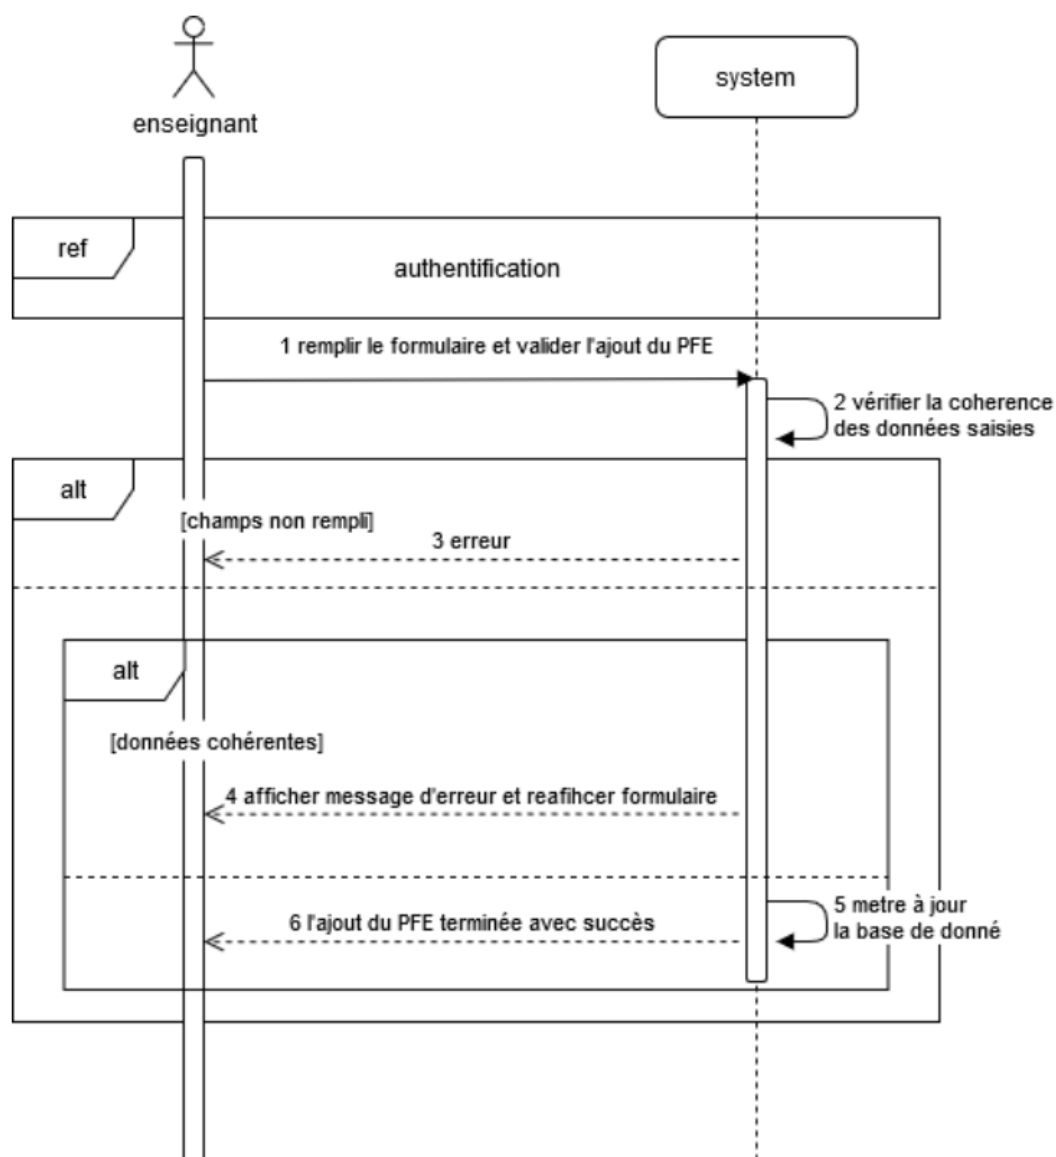 enseignant
system
ref
authentification
1 remplir le formulaire et valider l'ajout du PFE
2 vérifier la coherence
des données saisies
alt
[champs non rempli]
3 erreur
alt
[données cohérentes]
4 afficher message d'erreur et reafihcer formulaire
5 metre à jour
la base de donné
6 l'ajout du PFE terminée avec succès